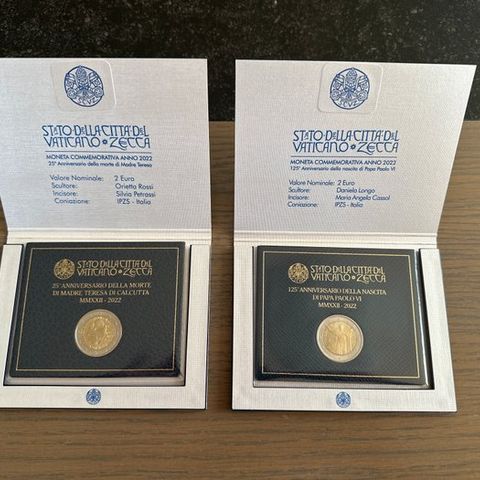 STATO DELLA CITTÀ DEL
VATICANO • ZECCA
MONETA COMMEMORATIVA ANNO 2022
25° Anniversario della morte di Madre Teresa
Valore Nominale: 2 Euro
Scultore: Orietta Rossi
Incisore: Silvia Petrassi
Coniazione: IPZS - Italia
STATO DELLA CITTÀ DEL
VATICANO • ZECCA
25° ANNIVERSARIO DELLA MORTE
DI MADRE TERESA DI CALCUTTA
MMXXII - 2022
STATO DELLA CITTÀ DEL
VATICANO • ZECCA
MONETA COMMEMORATIVA ANNO 2022
125° Anniversario della nascita di Papa Paolo VI
Valore Nominale: 2 Euro
Scultore: Daniela Longo
Incisore: Maria Angela Cassol
Coniazione: IPZS - Italia
STATO DELLA CITTÀ DEL
VATICANO • ZECCA
125° ANNIVERSARIO DELLA NASCITA
DI PAPA PAOLO VI
MMXXII - 2022